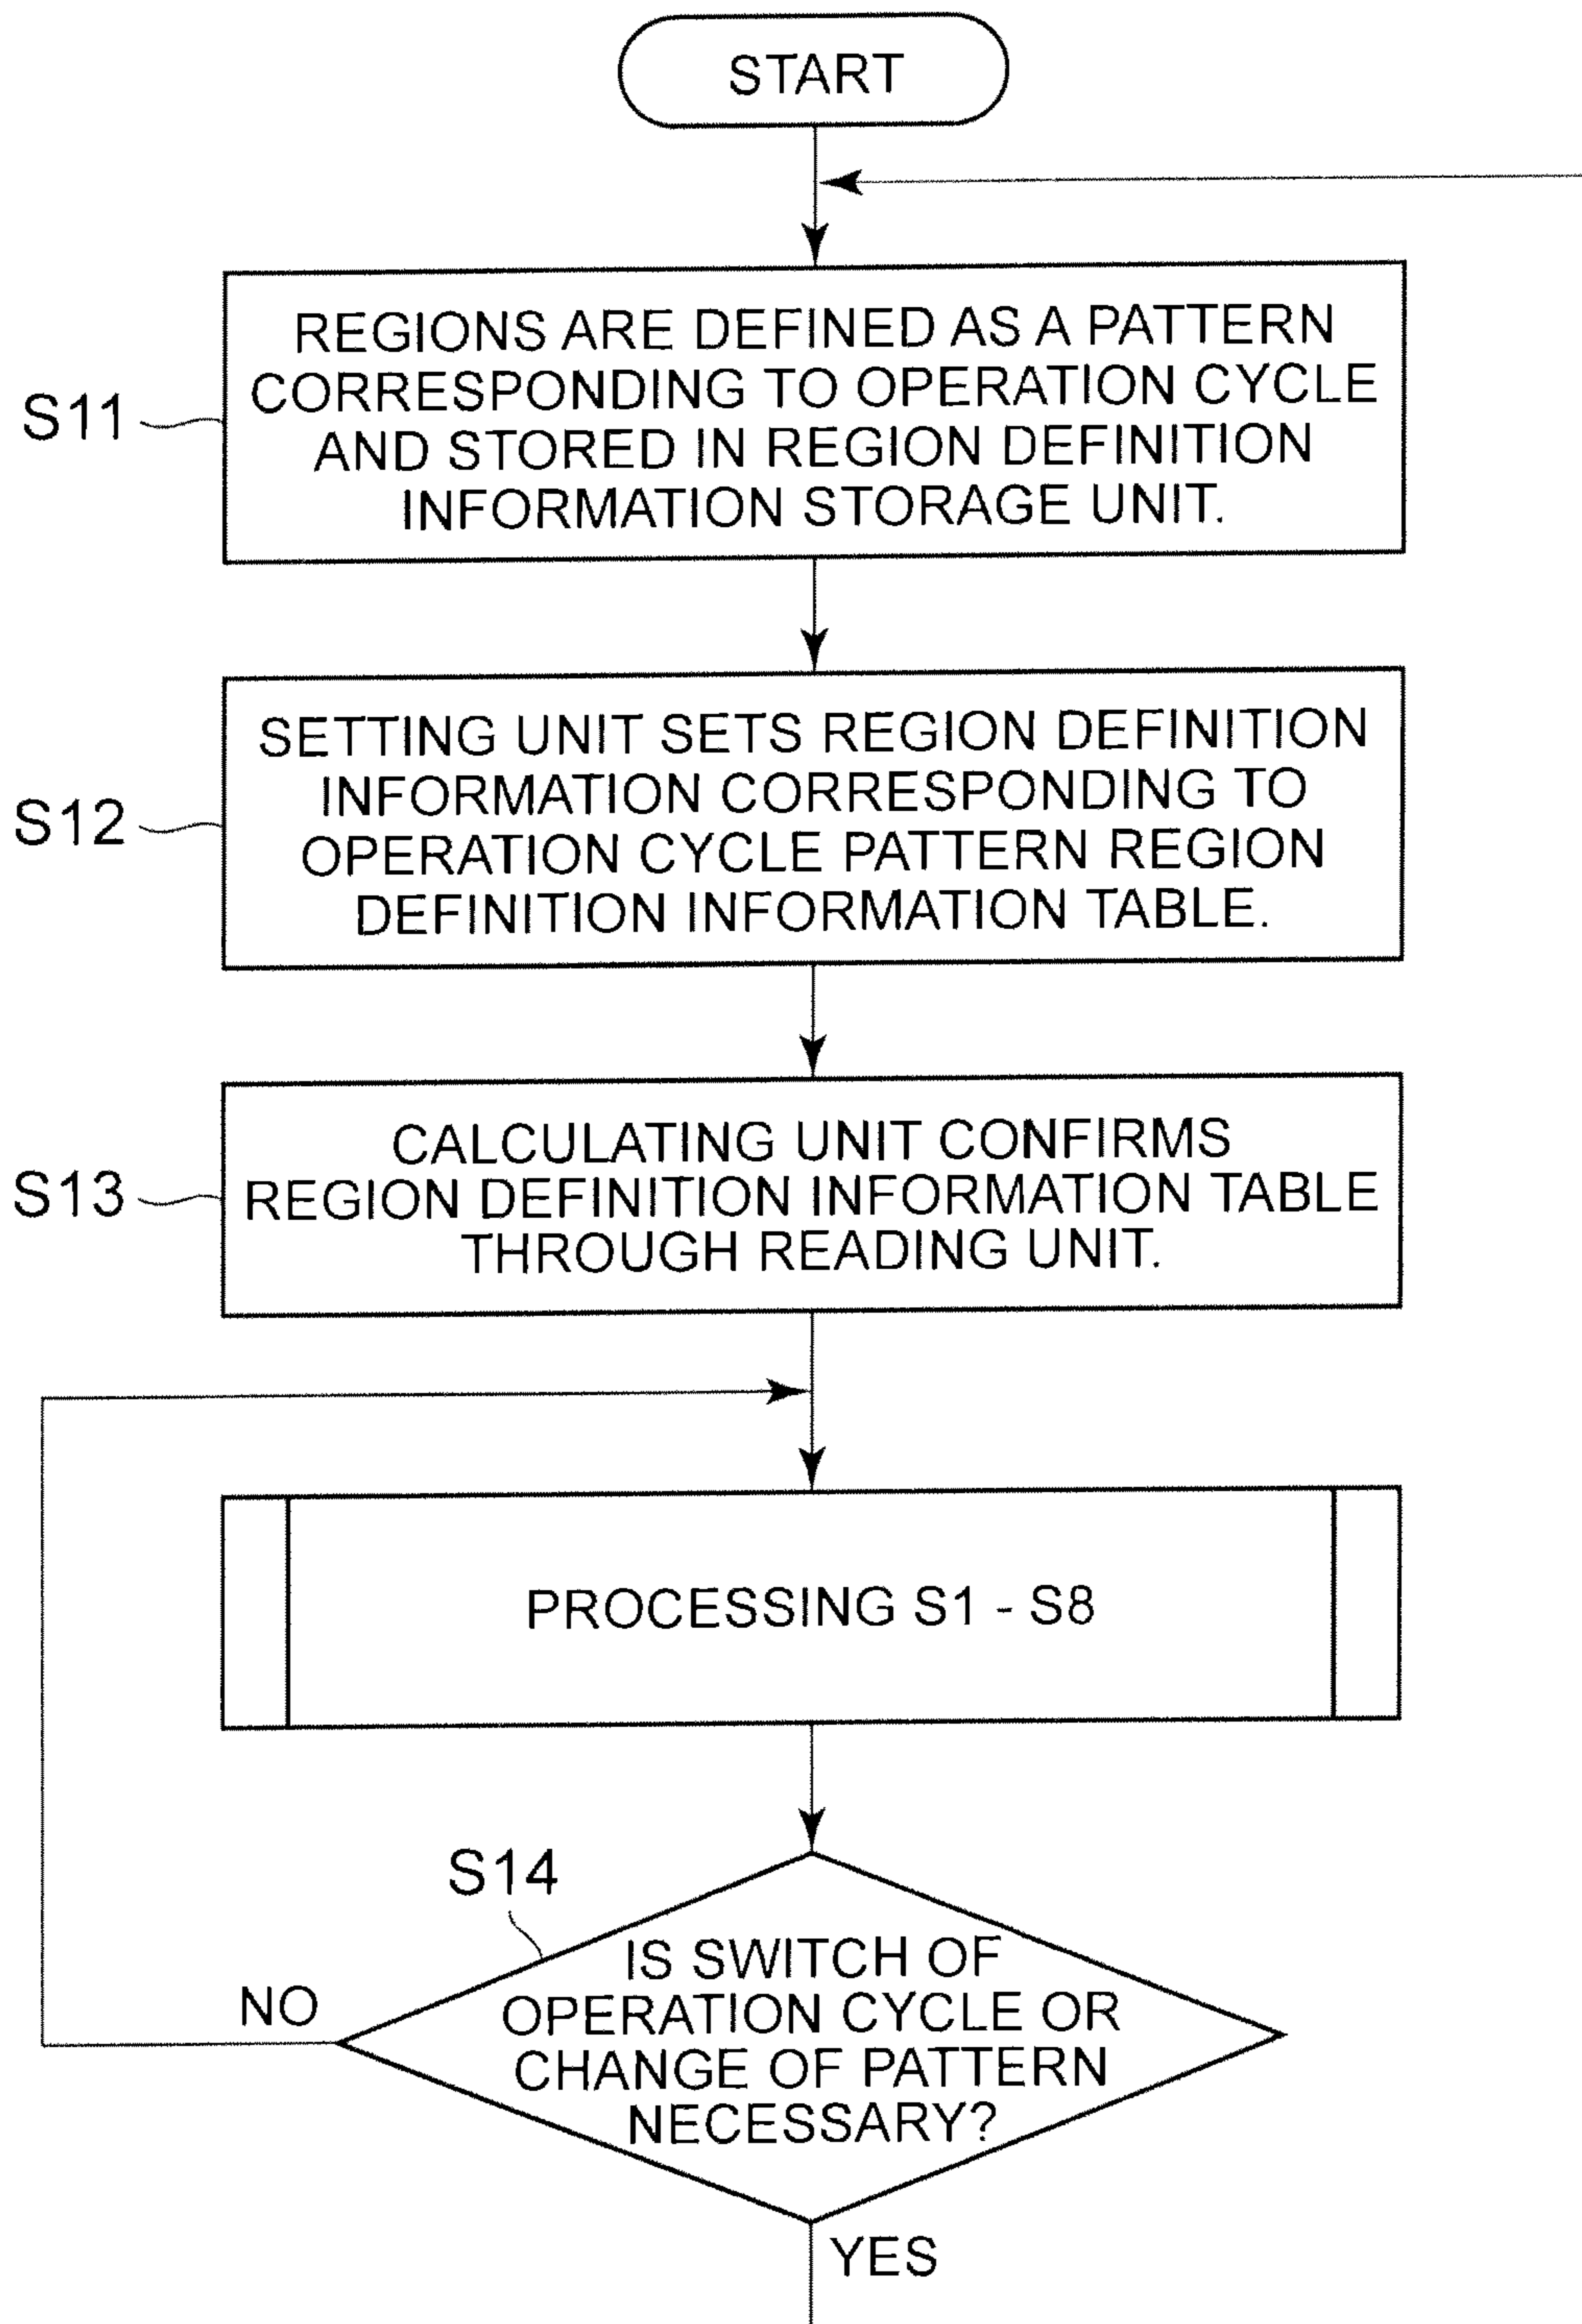 START
REGIONS ARE DEFINED AS A PATTERN
CORRESPONDING TO OPERATION CYCLE
AND STORED IN REGION DEFINITION
INFORMATION STORAGE UNIT.
S11
SETTING UNIT SETS REGION DEFINITION
INFORMATION CORRESPONDING TO
OPERATION CYCLE PATTERN REGION
DEFINITION INFORMATION TABLE.
S12
CALCULATING UNIT CONFIRMS
REGION DEFINITION INFORMATION TABLE
THROUGH READING UNIT.
S13
PROCESSING S1 - S8
S14
IS SWITCH OF
OPERATION CYCLE OR
CHANGE OF PATTERN
NECESSARY?
NO
YES